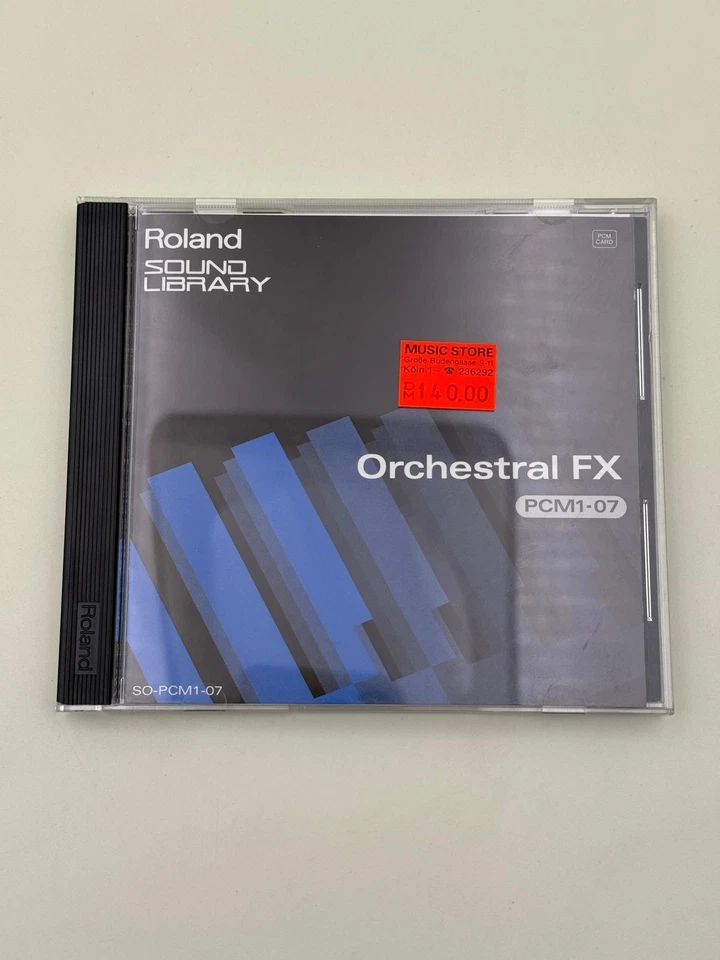 Roland
SOUND
LIBRARY
PCM
CARD
MUSIC STORE
Große Budengasse 9-11
Köln 1 - ☎ 236292
DM 140.00
Orchestral FX
PCM1-07
Roland
SO-PCM1-07